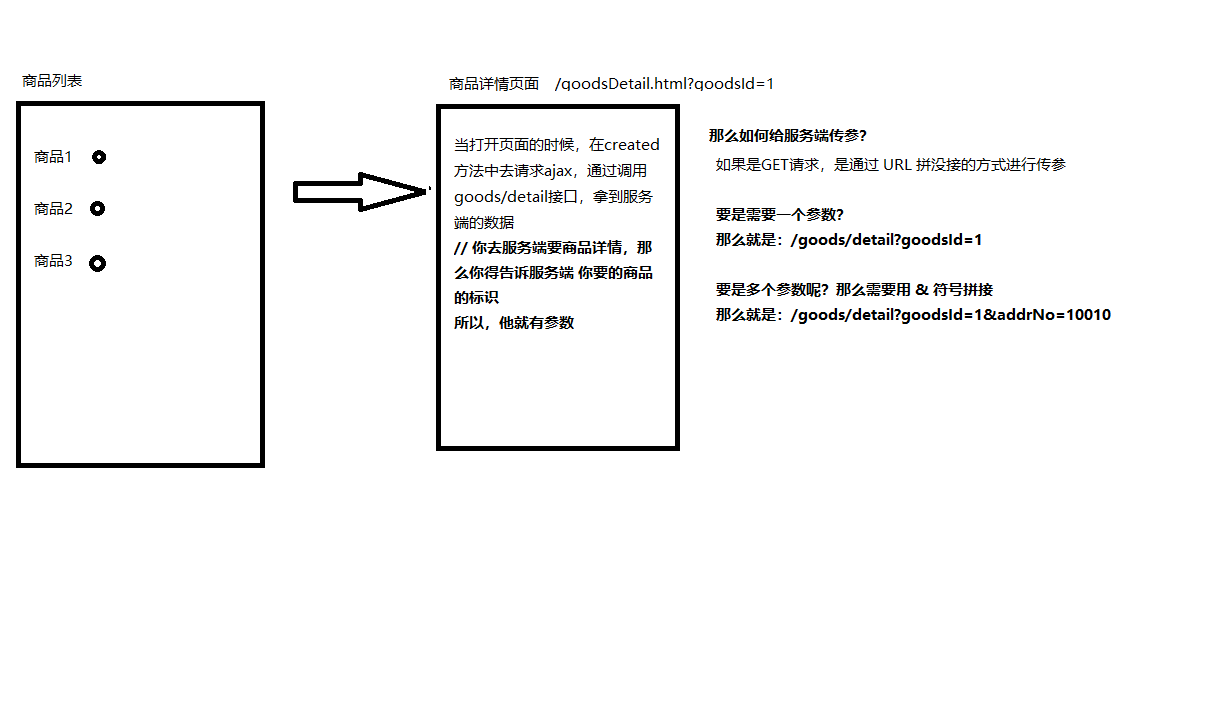 商品列表
商品1
商品2
商品3
商品详情页面 /goodsDetail.html?goodsId=1
当打开页面的时候，在created
方法中去请求ajax，通过调用
goods/detail接口，拿到服务
端的数据
// 你去服务端要商品详情，那
么你得告诉服务端 你要的商品
的标识
所以，他就有参数
那么如何给服务端传参？
如果是GET请求，是通过 URL 拼没接的方式进行传参
要是需要一个参数？
那么就是：/goods/detail?goodsId=1
要是多个参数呢？那么需要用 & 符号拼接
那么就是：/goods/detail?goodsId=1&addrNo=10010